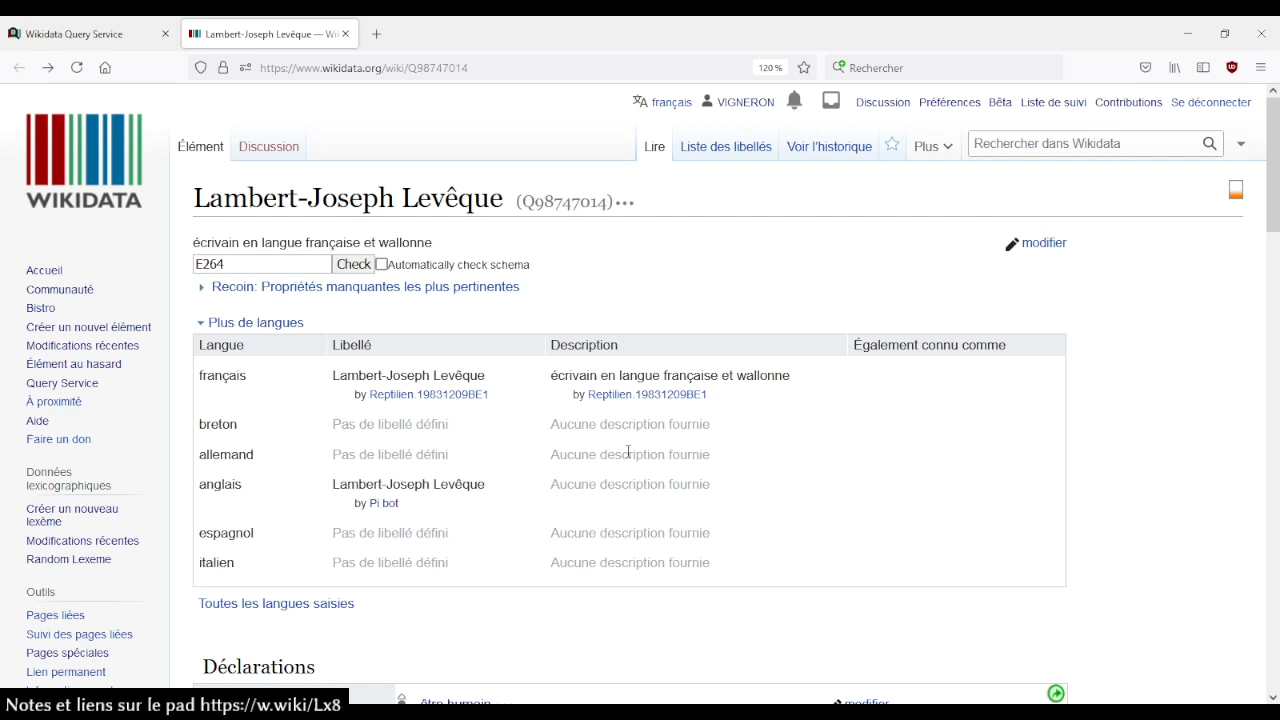 Wikidata Query Service
Lambert-Joseph Levêque — Wi
https://www.wikidata.org/wiki/Q98747014
120 %
Rechercher
français VIGNERON Discussion Préférences Bêta Liste de suivi Contributions Se déconnecter
Élément Discussion Lire Liste des libellés Voir l'historique Plus Rechercher dans Wikidata
WIKIDATA
Lambert-Joseph Levêque (Q98747014)
écrivain en langue française et wallonne modifier
E264 Check Automatically check schema
Recoin: Propriétés manquantes les plus pertinentes
Plus de langues
Langue Libellé Description Également connu comme
français Lambert-Joseph Levêque écrivain en langue française et wallonne
by Reptilien.19831209BE1 by Reptilien.19831209BE1
breton Pas de libellé défini Aucune description fournie
allemand Pas de libellé défini Aucune description fournie
anglais Lambert-Joseph Levêque Aucune description fournie
by Pi bot
espagnol Pas de libellé défini Aucune description fournie
italien Pas de libellé défini Aucune description fournie
Toutes les langues saisies
Déclarations
être humain modifier
Accueil
Communauté
Bistro
Créer un nouvel élément
Modifications récentes
Élément au hasard
Query Service
À proximité
Aide
Faire un don
Données
lexicographiques
Créer un nouveau
lexème
Modifications récentes
Random Lexeme
Outils
Pages liées
Suivi des pages liées
Pages spéciales
Lien permanent
Notes et liens sur le pad https://w.wiki/Lx8